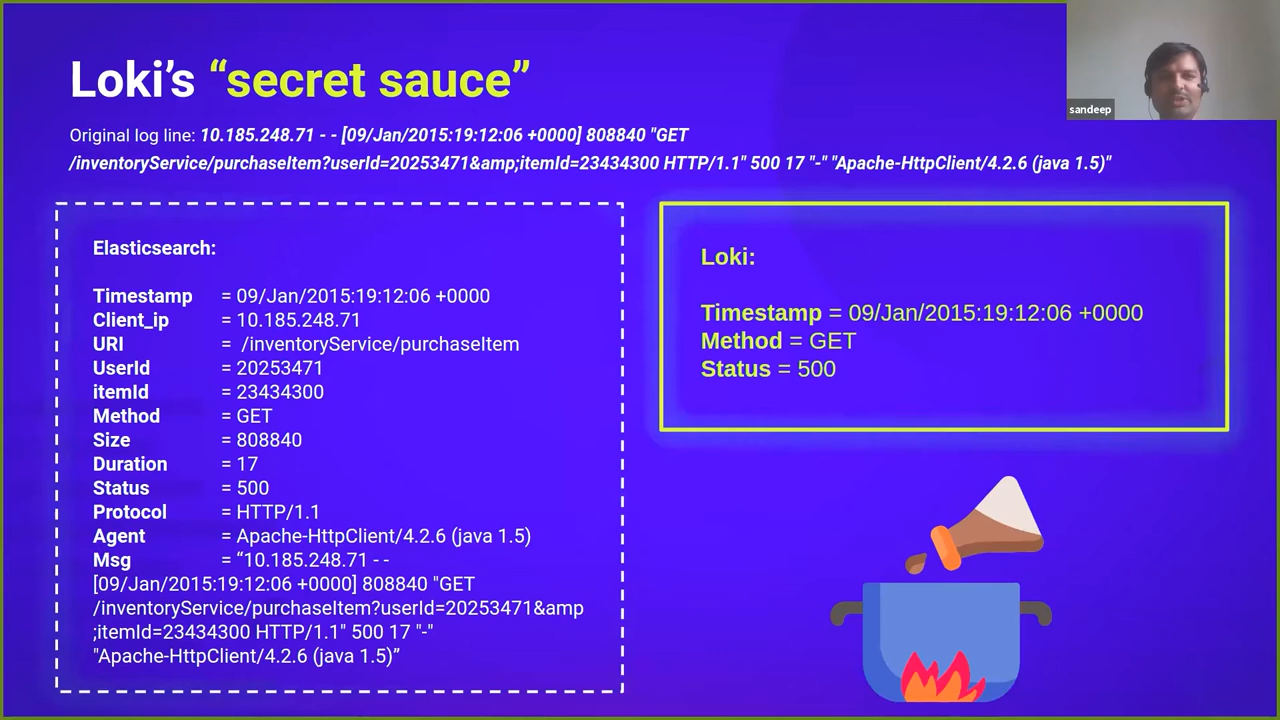 Loki's “secret sauce”
sandeep
Original log line: 10.185.248.71 - - [09/Jan/2015:19:12:06 +0000] 808840 "GET
/inventoryService/purchaseItem?userId=20253471&amp;itemId=23434300 HTTP/1.1" 500 17 "-" "Apache-HttpClient/4.2.6 (java 1.5)"
Elasticsearch:
Timestamp = 09/Jan/2015:19:12:06 +0000
Client_ip = 10.185.248.71
URI = /inventoryService/purchaseItem
UserId = 20253471
itemId = 23434300
Method = GET
Size = 808840
Duration = 17
Status = 500
Protocol = HTTP/1.1
Agent = Apache-HttpClient/4.2.6 (java 1.5)
Msg = “10.185.248.71 - -
[09/Jan/2015:19:12:06 +0000] 808840 "GET
/inventoryService/purchaseItem?userId=20253471&amp
;itemId=23434300 HTTP/1.1" 500 17 "-"
"Apache-HttpClient/4.2.6 (java 1.5)”
Loki:
Timestamp = 09/Jan/2015:19:12:06 +0000
Method = GET
Status = 500